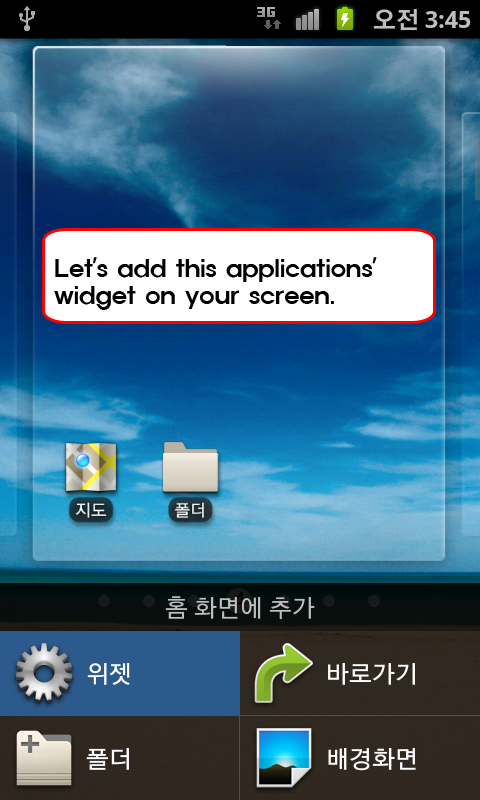 3G
오전 3:45
Let's add this applications'
widget on your screen.
지도
폴더
홈 화면에 추가
위젯
바로가기
폴더
배경화면